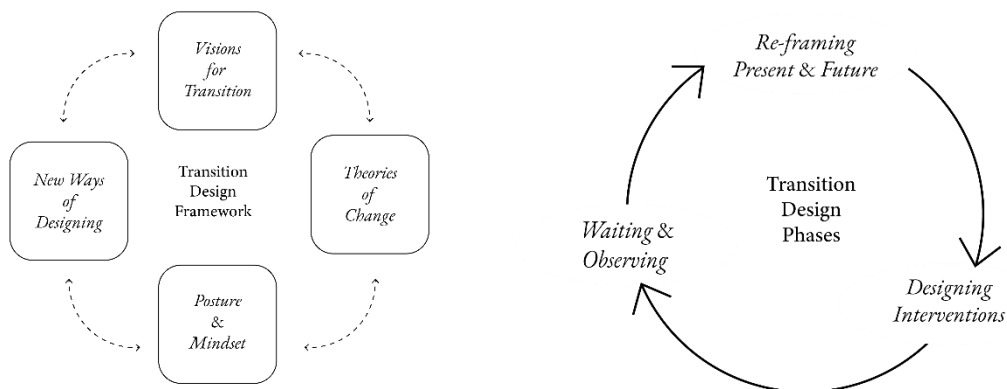 Visions
for
Transition
New Ways
of
Designing
Transition
Design
Framework
Theories
of
Change
Posture
&
Mindset
Re-framing
Present & Future
Transition
Design
Phases
Waiting &
Observing
Designing
Interventions